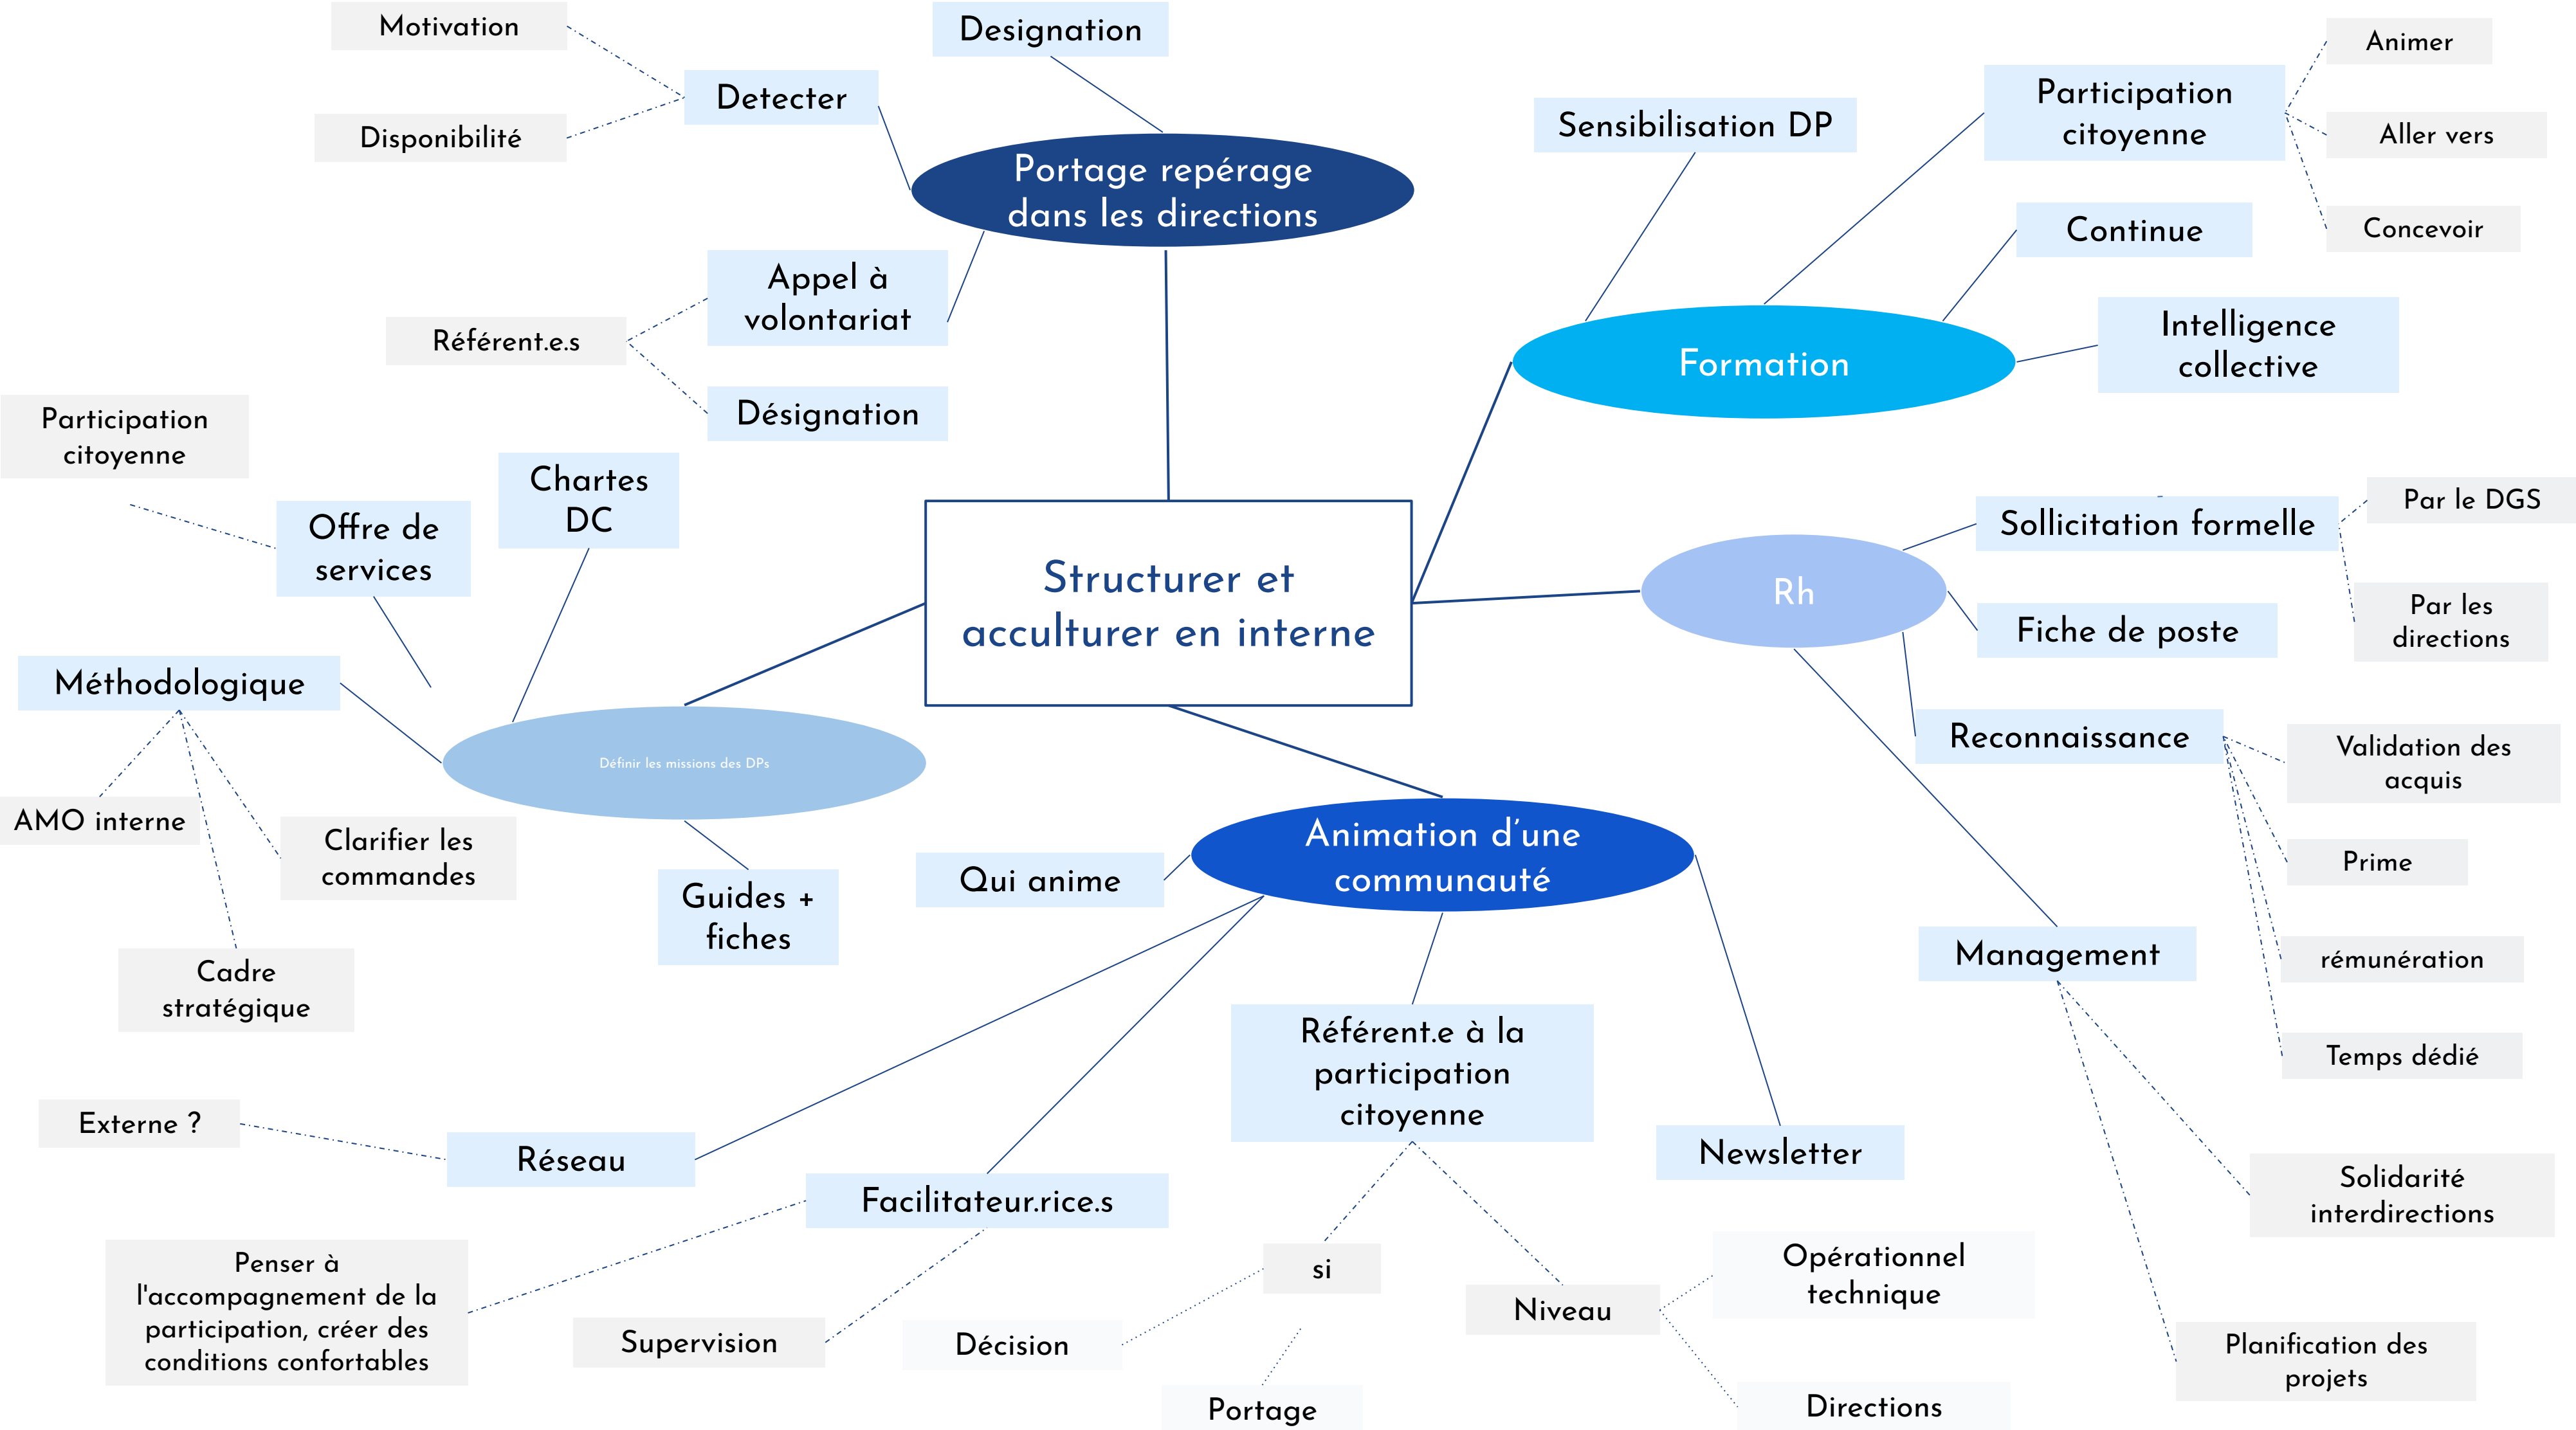 Motivation
Designation
Animer
Detecter
Participation
citoyenne
Sensibilisation DP
Disponibilité
Aller vers
Portage repérage
dans les directions
Concevoir
Continue
Appel à
volontariat
Référent.e.s
Intelligence
collective
Formation
Désignation
Participation
citoyenne
Chartes
DC
Offre de
services
Par le DGS
Sollicitation formelle
Structurer et
acculturer en interne
Rh
Par les
directions
Fiche de poste
Méthodologique
Reconnaissance
Définir les missions des DPs
Validation des
acquis
AMO interne
Clarifier les
commandes
Animation d’une
communauté
Prime
Qui anime
Guides +
fiches
Management
rémunération
Cadre
stratégique
Référent.e à la
participation
citoyenne
Temps dédié
Externe ?
Réseau
Newsletter
Facilitateur.rice.s
Solidarité
interdirections
Penser à
l'accompagnement de la
participation, créer des
conditions confortables
si
Opérationnel
technique
Niveau
Supervision
Décision
Planification des
projets
Portage
Directions